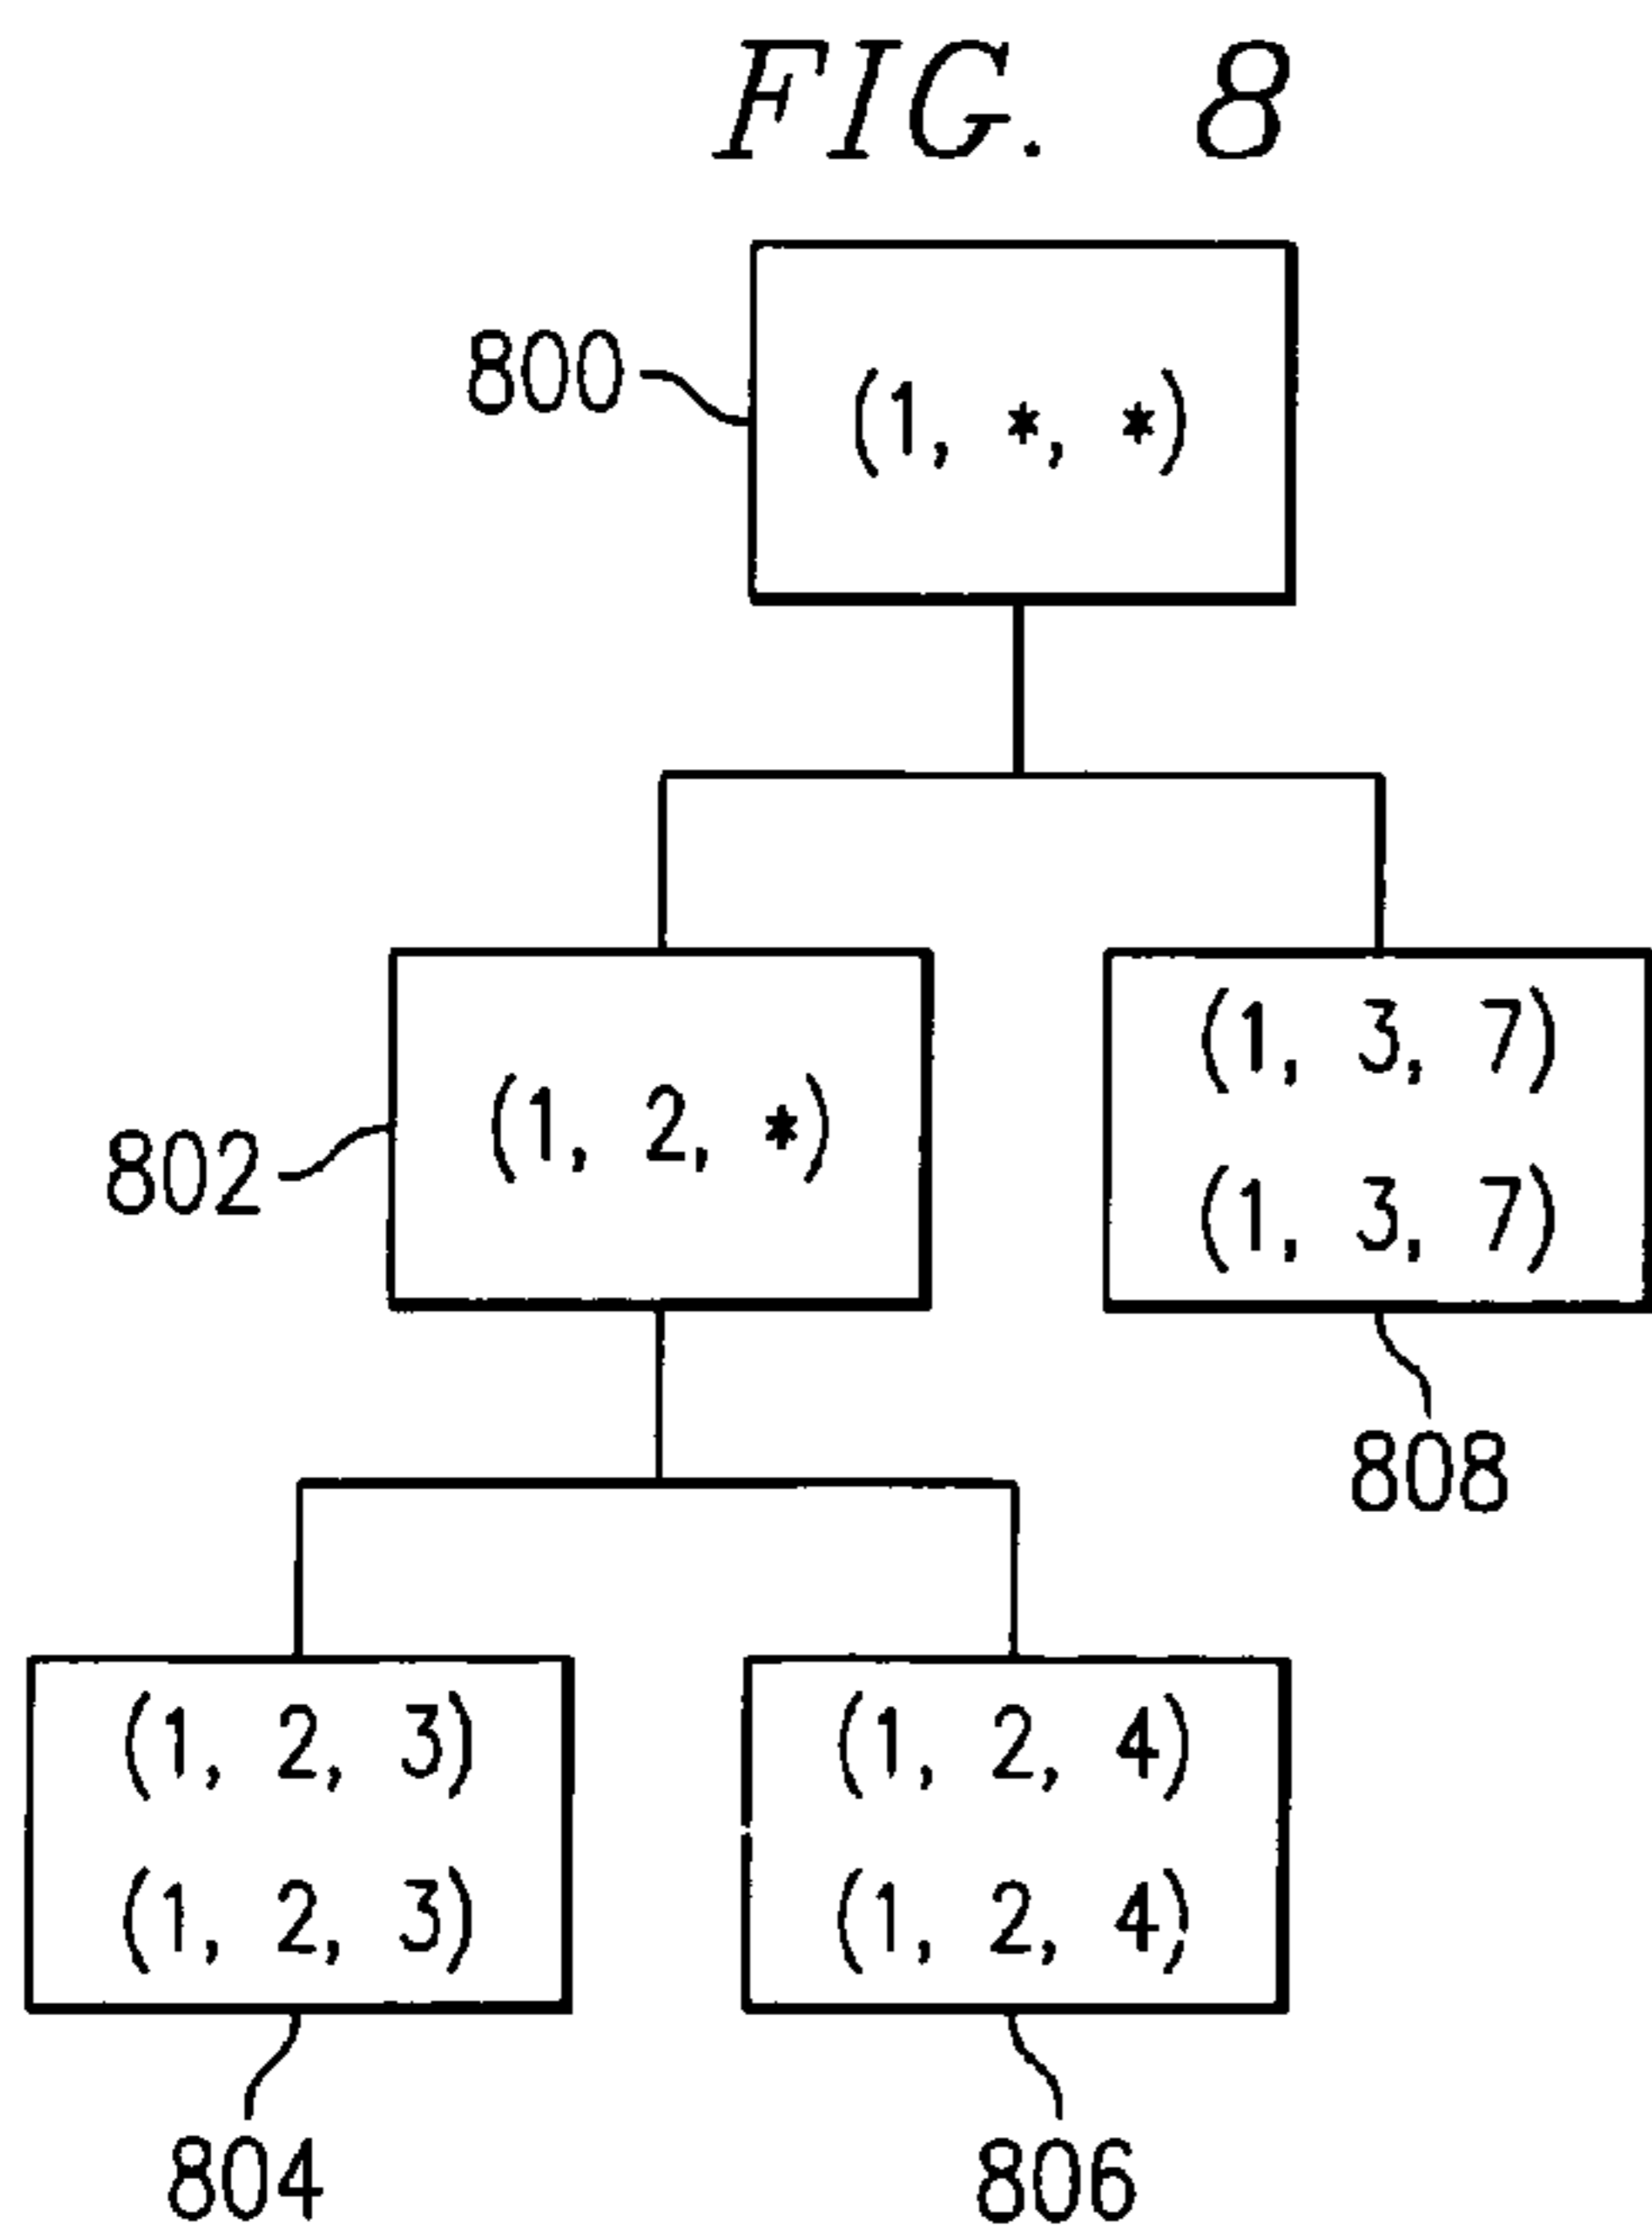 FIG. 8
800
(1, *, *)
802
(1, 2, *)
(1, 3, 7)
(1, 3, 7)
808
(1, 2, 3)
(1, 2, 3)
(1, 2, 4)
(1, 2, 4)
804
806